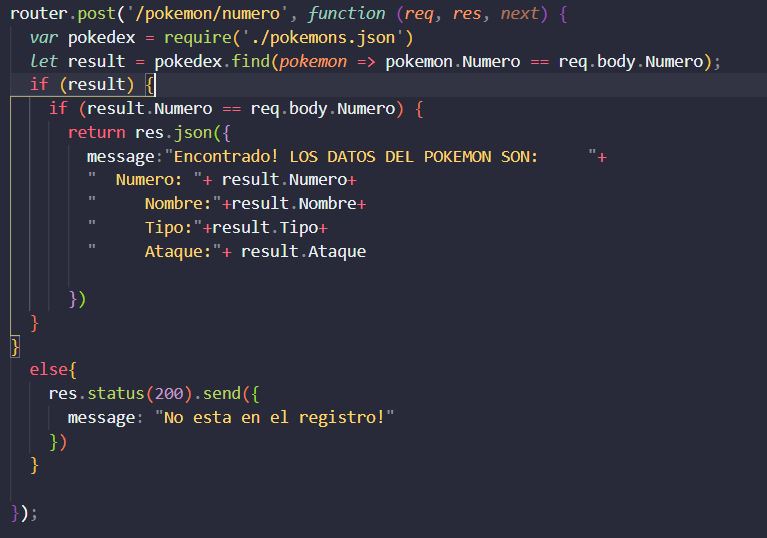 router.post('/pokemon/numero', function (req, res, next) {
  var pokedex = require('./pokemons.json')
  let result = pokedex.find(pokemon => pokemon.Numero == req.body.Numero);
  if (result) {
    if (result.Numero == req.body.Numero) {
      return res.json({
        message:"Encontrado! LOS DATOS DEL POKEMON SON:     "+
        "  Numero: "+ result.Numero+
        "     Nombre:"+result.Nombre+
        "     Tipo:"+result.Tipo+
        "     Ataque:"+ result.Ataque
      })
  }
}
  else{
    res.status(200).send({
      message: "No esta en el registro!"
    })
  }
});